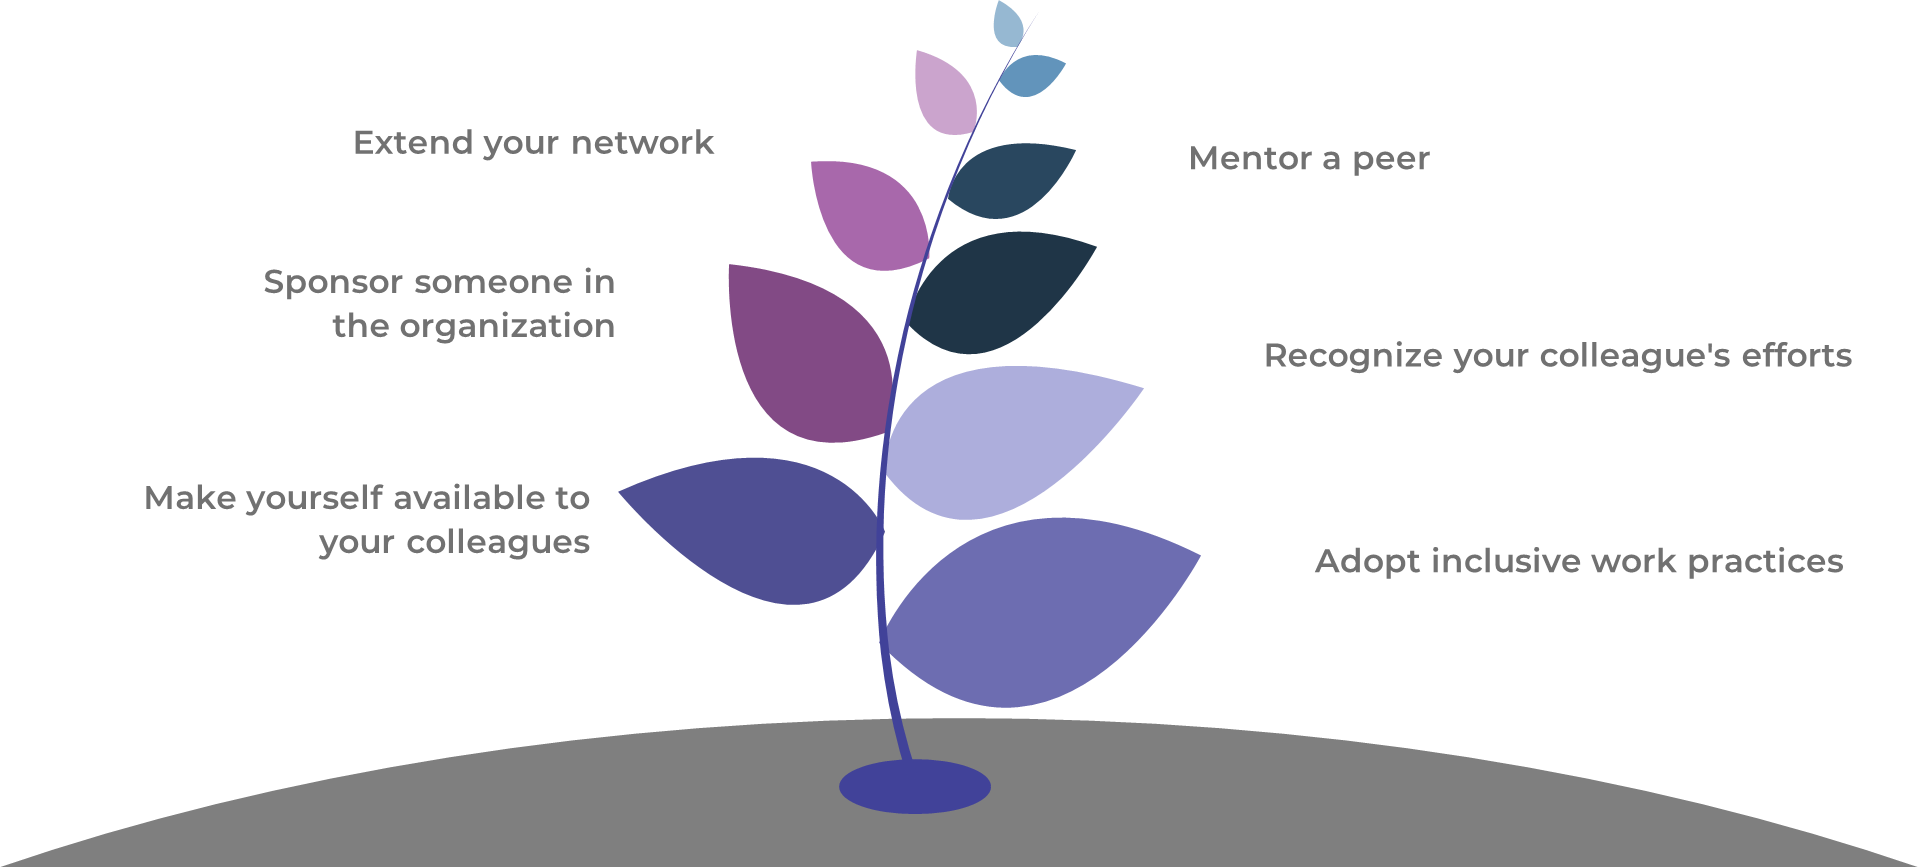 Extend your network
Mentor a peer
Sponsor someone in
the organization
Recognize your colleague's efforts
Make yourself available to
your colleagues
Adopt inclusive work practices